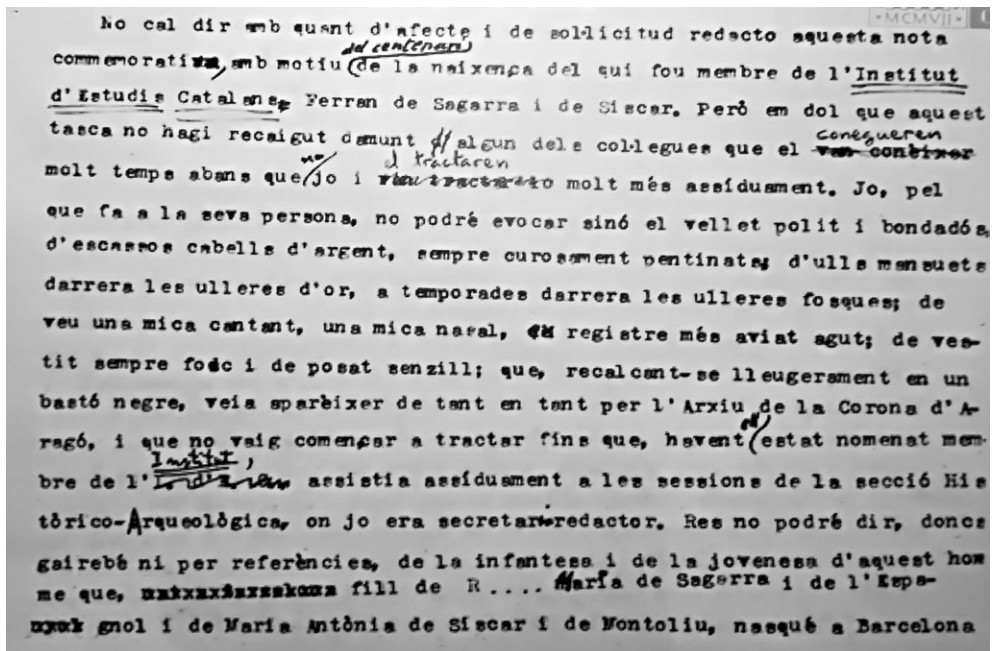 ·MCMVII·
No cal dir amb quant d'afecte i de sol·licitud redacto aquesta nota
del centenari
commemorativa, amb motiu de la naixença del qui fou membre de l'Institut
d'Estudis Catalans, Ferran de Sagarra i de Siscar. Però em dol que aquest
tasca no hagi recaigut damunt d'algun dels col·legues que el van conèixer
conegueren
no el tractaren
molt temps abans que jo i molt més assíduament. Jo, pel
que fa a la seva persona, no podré evocar sinó el vellet polit i bondadós,
d'escassos cabells d'argent, sempre curosament pentinats; d'ulls mansuets
darrera les ulleres d'or, a temporades darrera les ulleres fosques; de
veu una mica cantant, una mica nasal, registre més aviat agut; de ves-
tit sempre fosc i de posat senzill; que, recalcant-se lleugerament en un
bastó negre, veia aparèixer de tant en tant per l'Arxiu de la Corona d'A-
ragó, i que no vaig començar a tractar fins que, havent estat nomenat mem-
Institut,
bre de l' assistia assíduament a les sessions de la secció His
tòrico-Arqueològica, on jo era secretari redactor. Res no podré dir, doncs
gairebé ni per referències, de la infantesa i de la jovenesa d'aquest hom
me que, fill de R.... Maria de Sagarra i de l'Espa-
gnol i de Maria Antònia de Siscar i de Montoliu, nasqué a Barcelona